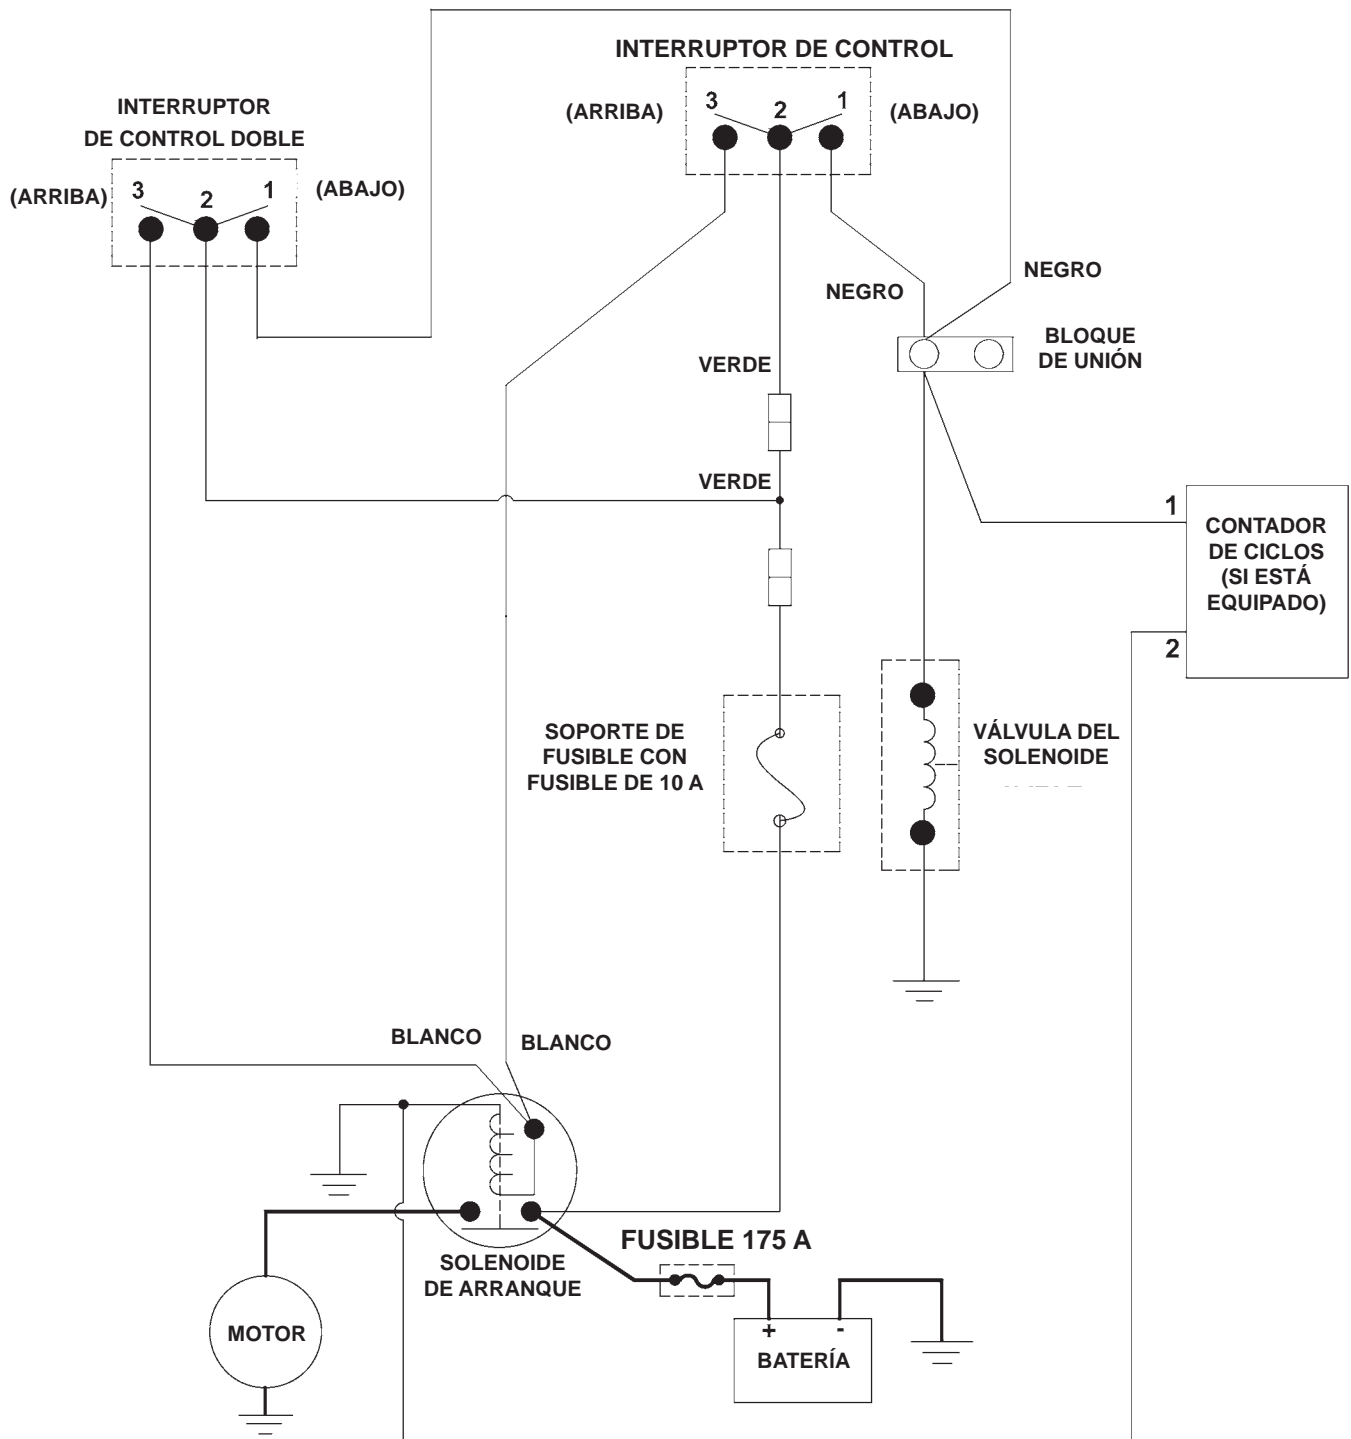 INTERRUPTOR DE CONTROL
(ARRIBA) 3 2 1 (ABAJO)
INTERRUPTOR
DE CONTROL DOBLE
(ARRIBA) 3 2 1 (ABAJO)
NEGRO
NEGRO
BLOQUE
DE UNIÓN
VERDE
VERDE
1
CONTADOR
DE CICLOS
(SI ESTÁ
EQUIPADO)
2
SOPORTE DE
FUSIBLE CON
FUSIBLE DE 10 A
VÁLVULA DEL
SOLENOIDE
BLANCO
BLANCO
SOLENOIDE
DE ARRANQUE
FUSIBLE 175 A
MOTOR
+ -
BATERÍA